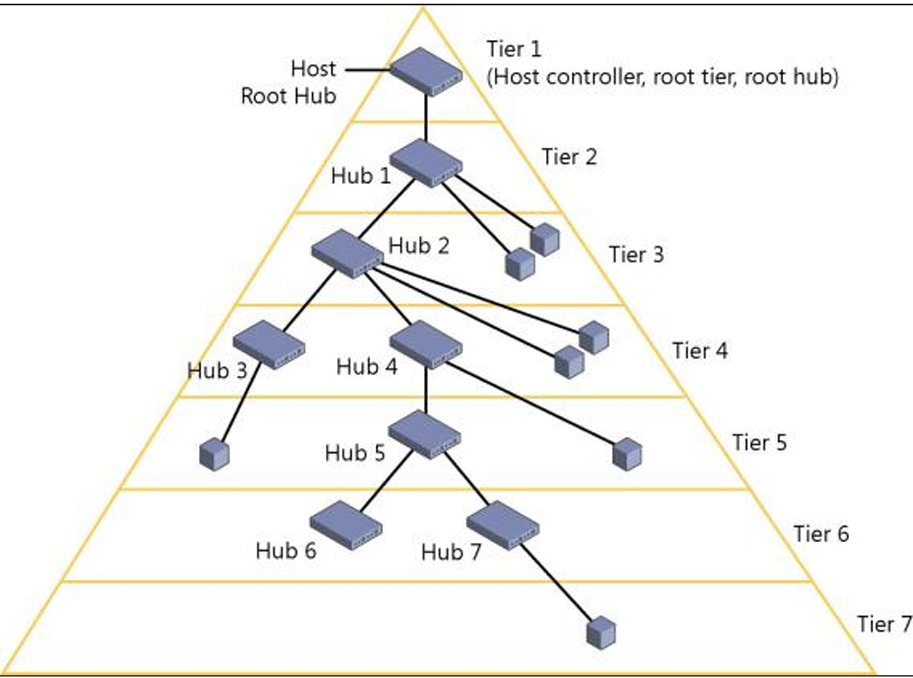 Host
Root Hub
Tier 1
(Host controller, root tier, root hub)
Hub 1
Tier 2
Hub 2
Tier 3
Hub 3
Hub 4
Tier 4
Hub 5
Tier 5
Hub 6
Hub 7
Tier 6
Tier 7